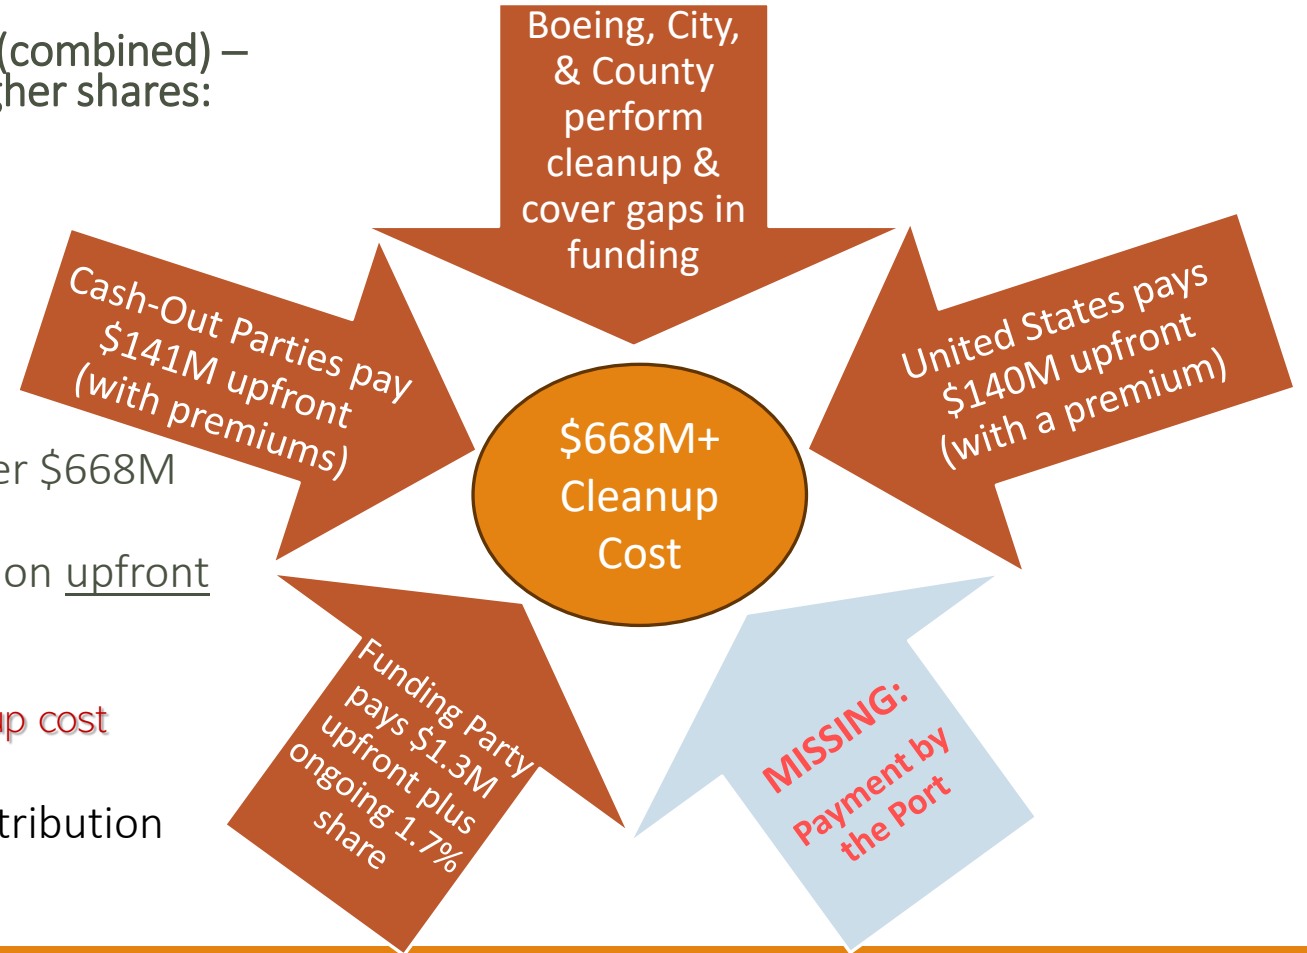 (combined) –
gher shares:
er $668M
on upfront
up cost
tribution
Boeing, City,
& County
perform
cleanup &
cover gaps in
funding
Cash-Out Parties pay
$141M upfront
(with premiums)
United States pays
$140M upfront
(with a premium)
$668M+
Cleanup
Cost
Funding Party
pays $1.3M
upfront plus
ongoing 1.7%
share
MISSING:
Payment by
the Port